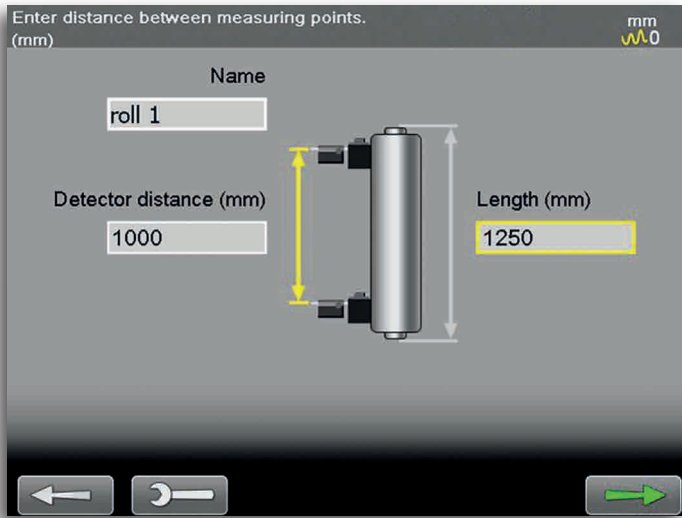 Enter distance between measuring points.
(mm)
mm
0
Name
roll 1
Detector distance (mm)
1000
Length (mm)
1250